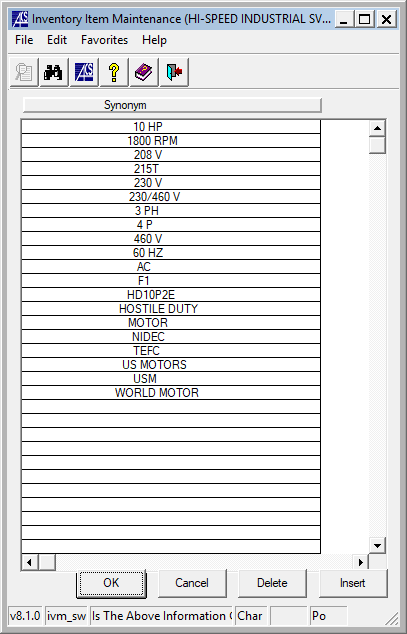 Inventory Item Maintenance (HI-SPEED INDUSTRIAL SV...
File Edit Favorites Help
Synonym
10 HP
1800 RPM
208 V
215T
230 V
230/460 V
3 PH
4 P
460 V
60 HZ
AC
F1
HD10P2E
HOSTILE DUTY
MOTOR
NIDEC
TEFC
US MOTORS
USM
WORLD MOTOR
OK Cancel Delete Insert
v8.1.0 ivm_sw Is The Above Information Char Po